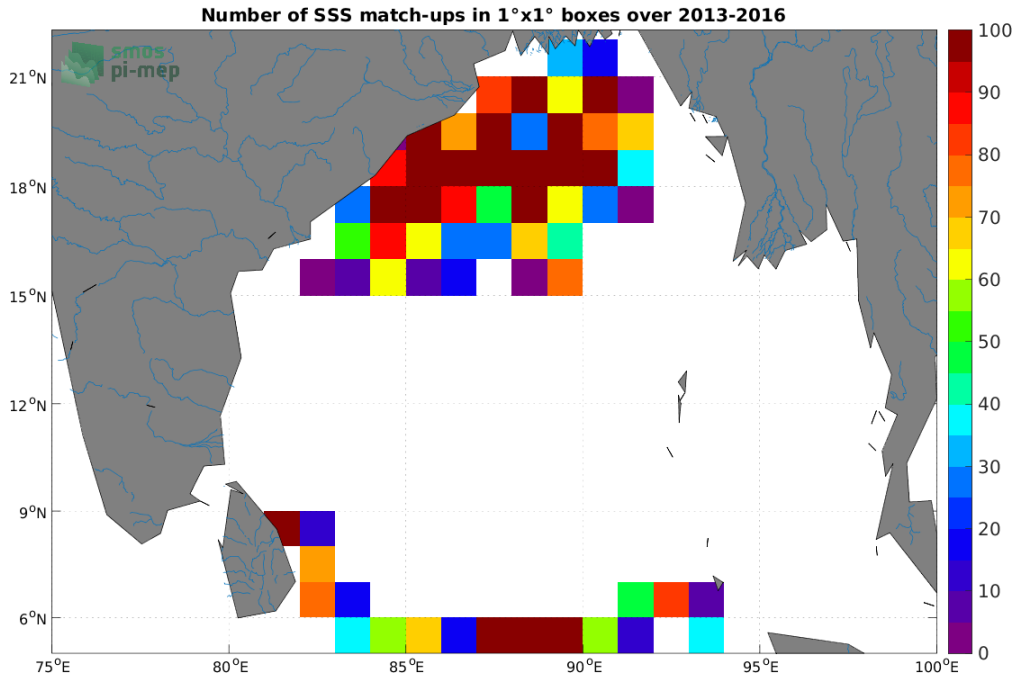 Number of SSS match-ups in 1°x1° boxes over 2013-2016
smos
pi-mep
21°N
18°N
15°N
12°N
9°N
6°N
75°E
80°E
85°E
90°E
95°E
100°E
100
90
80
70
60
50
40
30
20
10
0